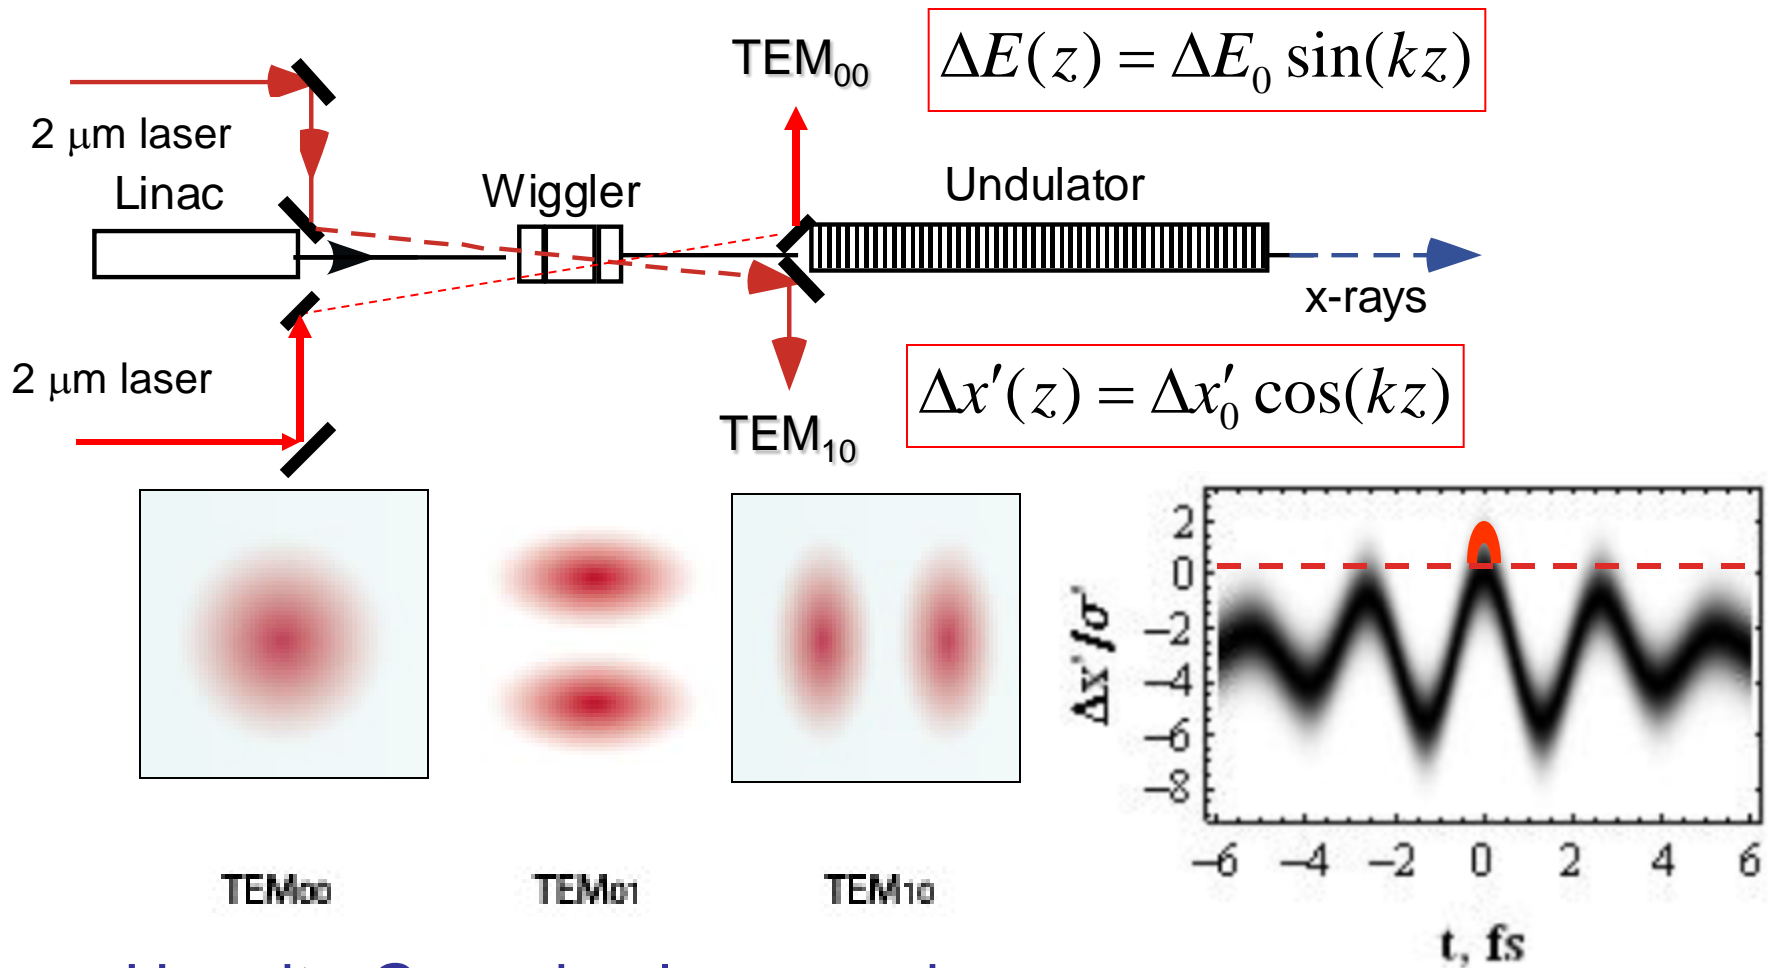 TEM₀₀
ΔE(z) = ΔE₀ sin(kz)
2 μm laser
Linac
Wiggler
Undulator
x-rays
2 μm laser
Δx′(z) = Δx′₀ cos(kz)
TEM₁₀
2
0
−2
−4
−6
−8
Δx'/σ'
−6 −4 −2 0 2 4 6
t, fs
TEM00 TEM01 TEM10